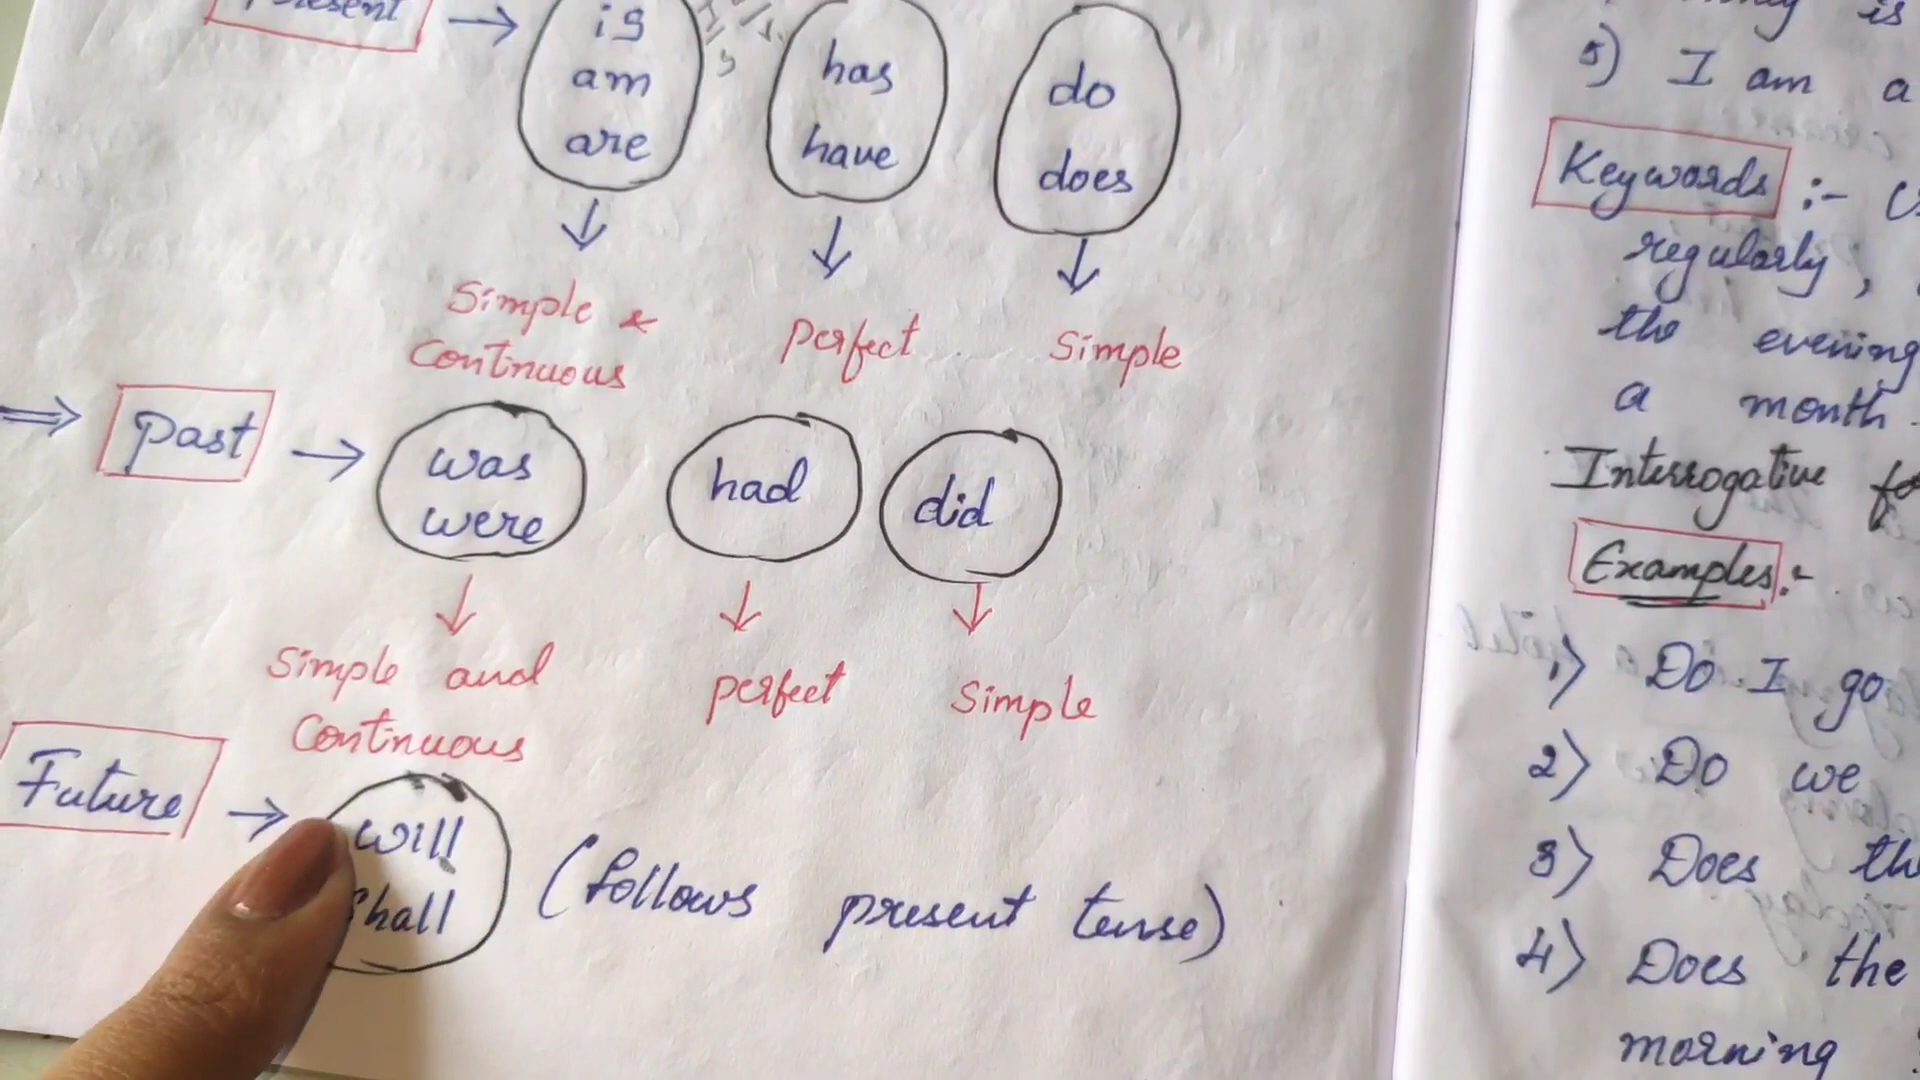 Present → is has do
am have does
are
Simple & perfect Simple
Continuous
⇒ past → was had did
were
Simple and perfect Simple
Continuous
Future → will
shall (follows present tense)
is
5) I am a
Keywords :-
regularly,
the evening
a month
Interrogative
Examples:-
1) Do I go
2) Do we
3) Does
4) Does the
morning